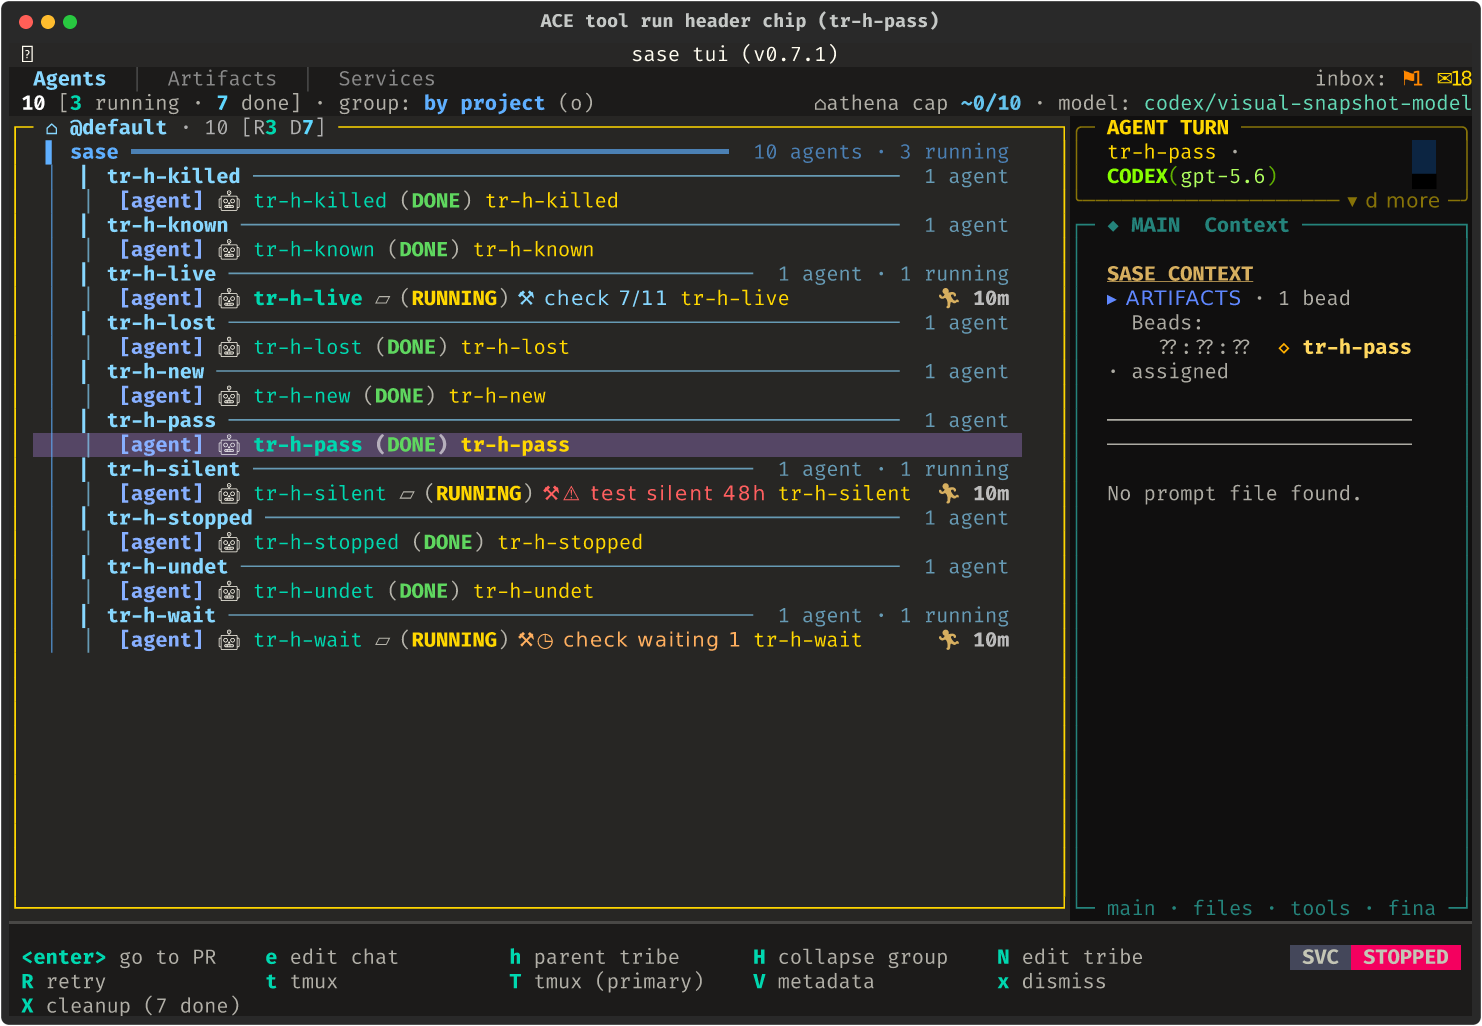 ACE tool run header chip (tr-h-pass)
sase tui (v0.7.1)
Agents │ Artifacts │ Services inbox: ⚑1 ✉18
10 [3 running · 7 done] · group: by project (o) ⌂athena cap ~0/10 · model: codex/visual-snapshot-model
⌂ @default · 10 [R3 D7]
sase 10 agents · 3 running
tr-h-killed 1 agent
[agent] 🤖 tr-h-killed (DONE) tr-h-killed
tr-h-known 1 agent
[agent] 🤖 tr-h-known (DONE) tr-h-known
tr-h-live 1 agent · 1 running
[agent] 🤖 tr-h-live ▱ (RUNNING) ⚒ check 7/11 tr-h-live 🏃 10m
tr-h-lost 1 agent
[agent] 🤖 tr-h-lost (DONE) tr-h-lost
tr-h-new 1 agent
[agent] 🤖 tr-h-new (DONE) tr-h-new
tr-h-pass 1 agent
[agent] 🤖 tr-h-pass (DONE) tr-h-pass
tr-h-silent 1 agent · 1 running
[agent] 🤖 tr-h-silent ▱ (RUNNING) ⚒⚠ test silent 48h tr-h-silent 🏃 10m
tr-h-stopped 1 agent
[agent] 🤖 tr-h-stopped (DONE) tr-h-stopped
tr-h-undet 1 agent
[agent] 🤖 tr-h-undet (DONE) tr-h-undet
tr-h-wait 1 agent · 1 running
[agent] 🤖 tr-h-wait ▱ (RUNNING) ⚒◷ check waiting 1 tr-h-wait 🏃 10m
AGENT TURN
tr-h-pass ·
CODEX(gpt-5.6)
▾ d more
◆ MAIN Context
SASE CONTEXT
▸ ARTIFACTS · 1 bead
Beads:
??:??:?? ◇ tr-h-pass
· assigned
No prompt file found.
main · files · tools · fina
<enter> go to PR e edit chat h parent tribe H collapse group N edit tribe SVC STOPPED
R retry t tmux T tmux (primary) V metadata x dismiss
X cleanup (7 done)